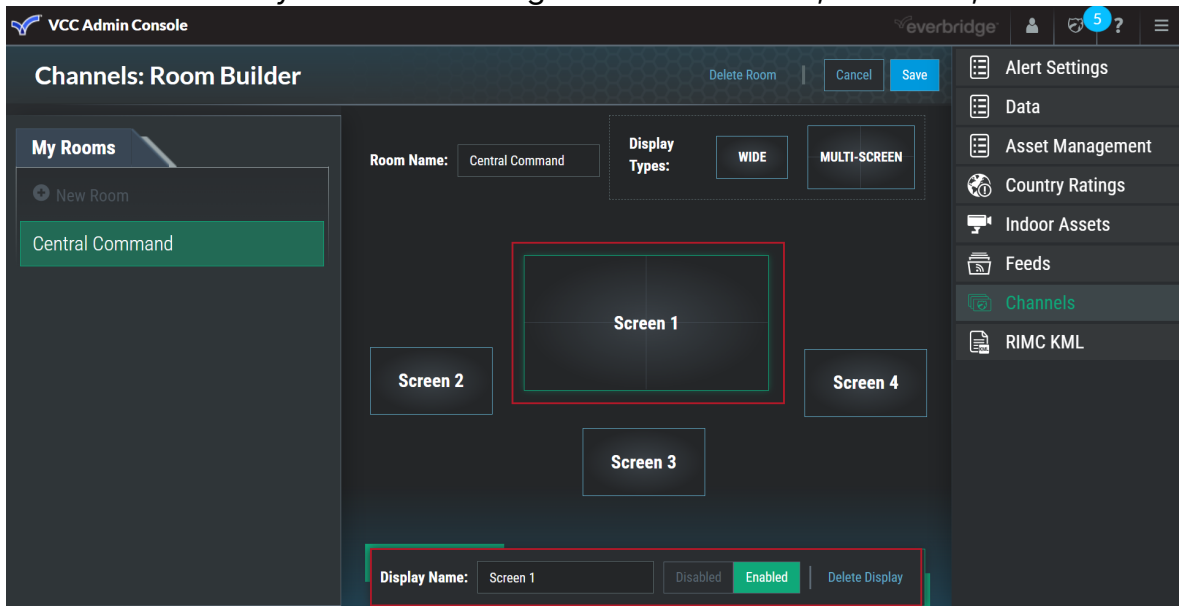 VCC Admin Console
everbridge
5
?
Channels: Room Builder
Delete Room
Cancel
Save
My Rooms
New Room
Central Command
Room Name:
Central Command
Display Types:
WIDE
MULTI-SCREEN
Screen 1
Screen 2
Screen 4
Screen 3
Display Name:
Screen 1
Disabled
Enabled
Delete Display
Alert Settings
Data
Asset Management
Country Ratings
Indoor Assets
Feeds
Channels
RIMC KML